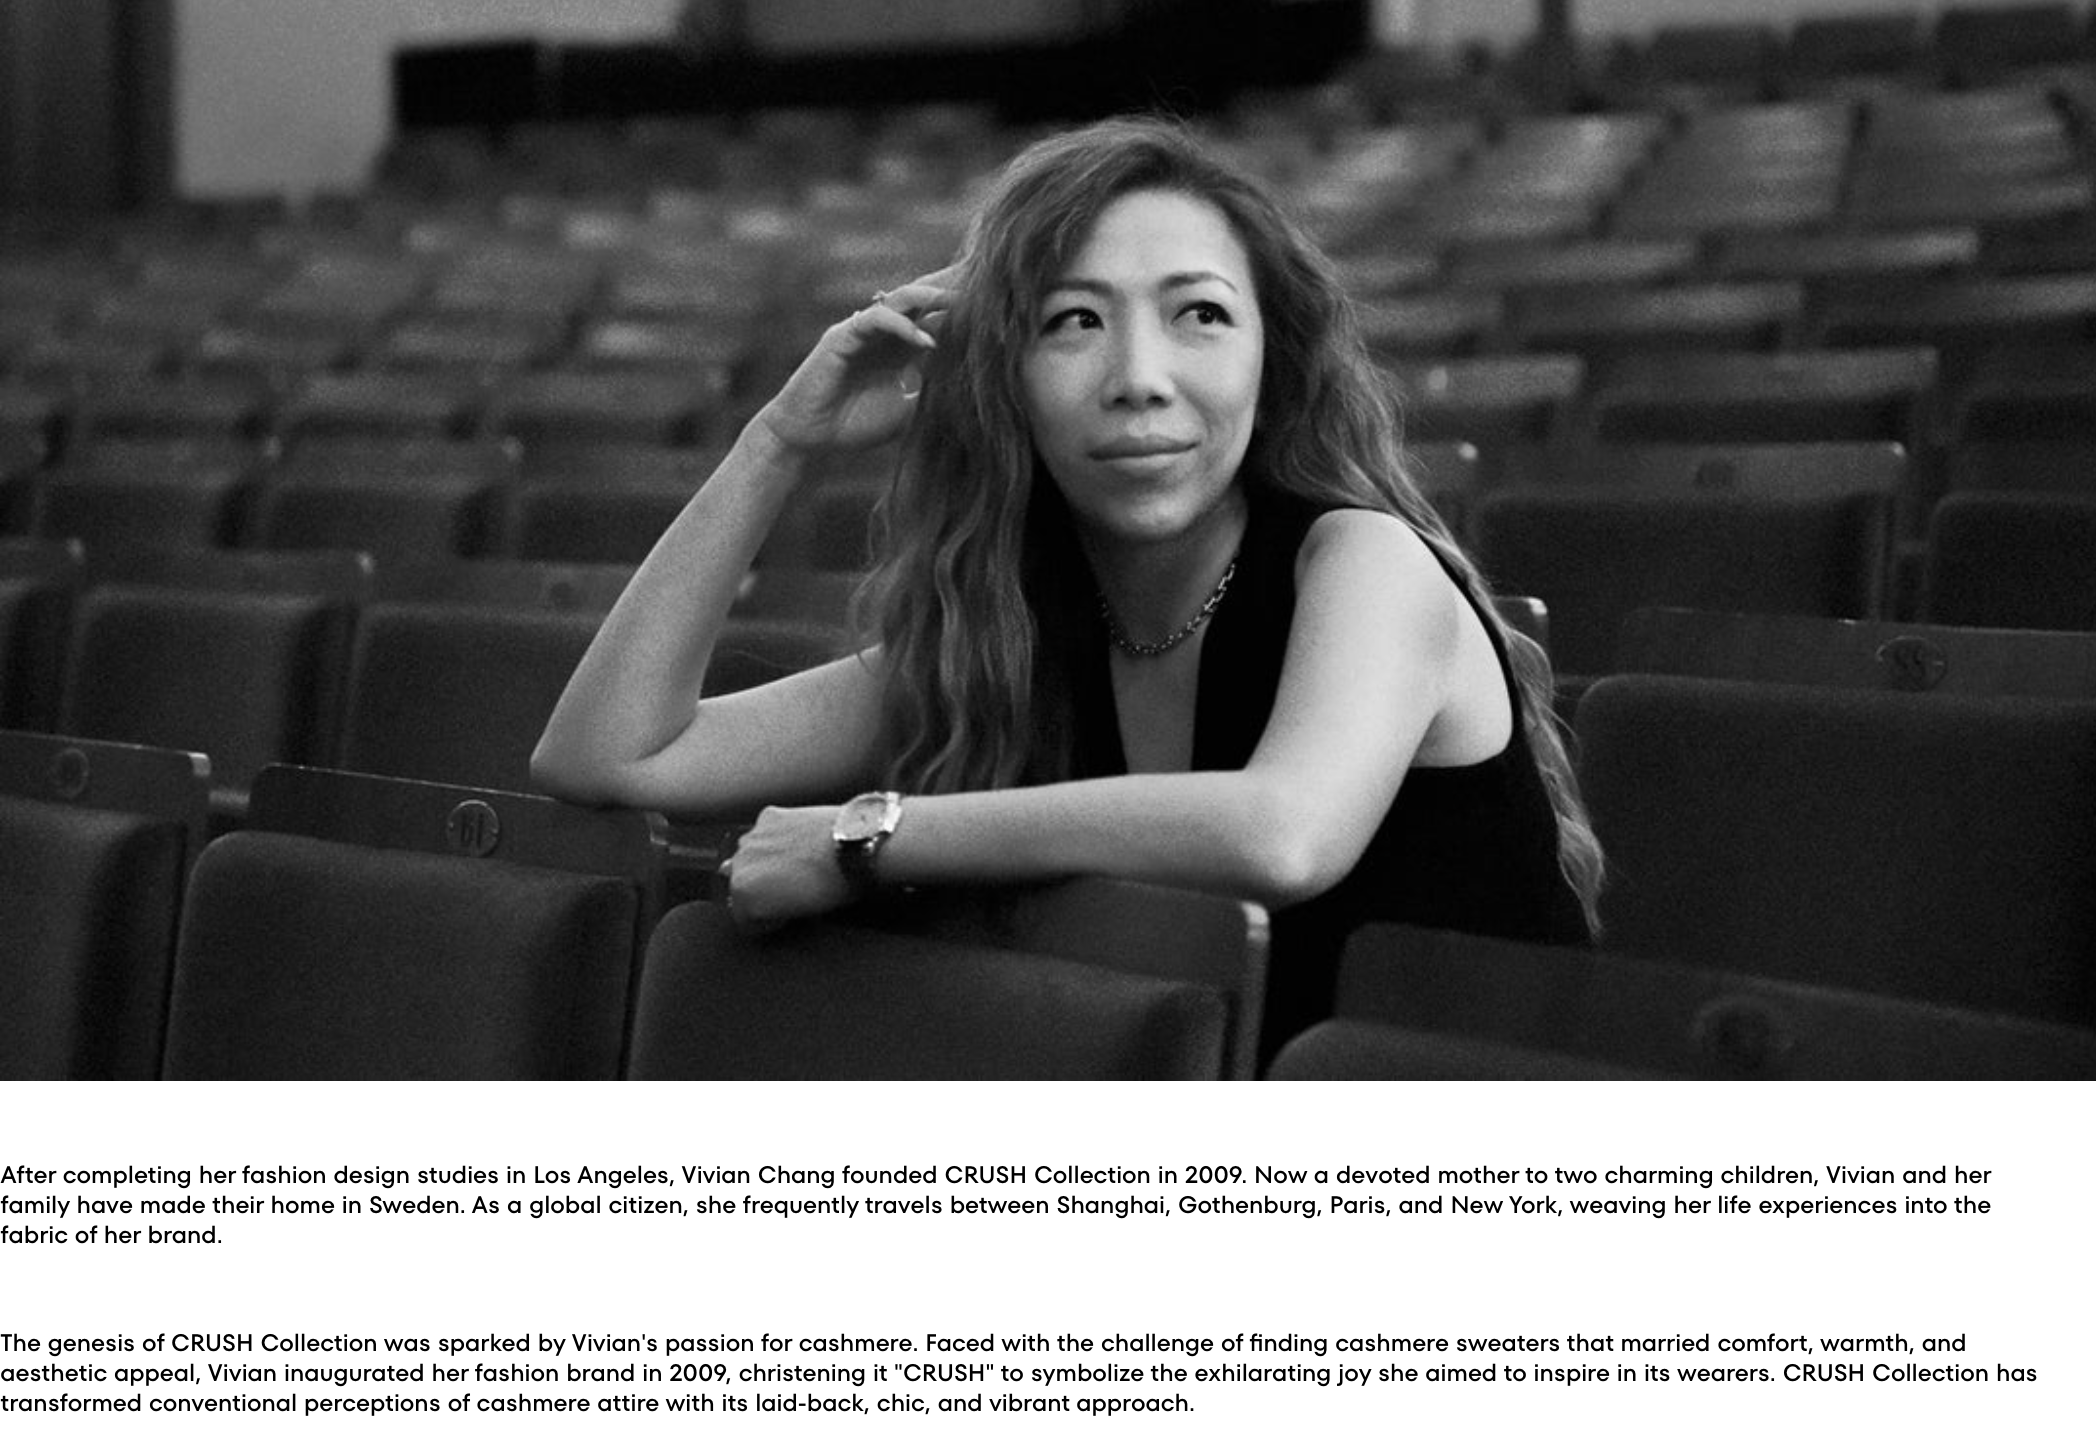 After completing her fashion design studies in Los Angeles, Vivian Chang founded CRUSH Collection in 2009. Now a devoted mother to two charming children, Vivian and her
family have made their home in Sweden. As a global citizen, she frequently travels between Shanghai, Gothenburg, Paris, and New York, weaving her life experiences into the
fabric of her brand.
The genesis of CRUSH Collection was sparked by Vivian's passion for cashmere. Faced with the challenge of finding cashmere sweaters that married comfort, warmth, and
aesthetic appeal, Vivian inaugurated her fashion brand in 2009, christening it "CRUSH" to symbolize the exhilarating joy she aimed to inspire in its wearers. CRUSH Collection has
transformed conventional perceptions of cashmere attire with its laid-back, chic, and vibrant approach.